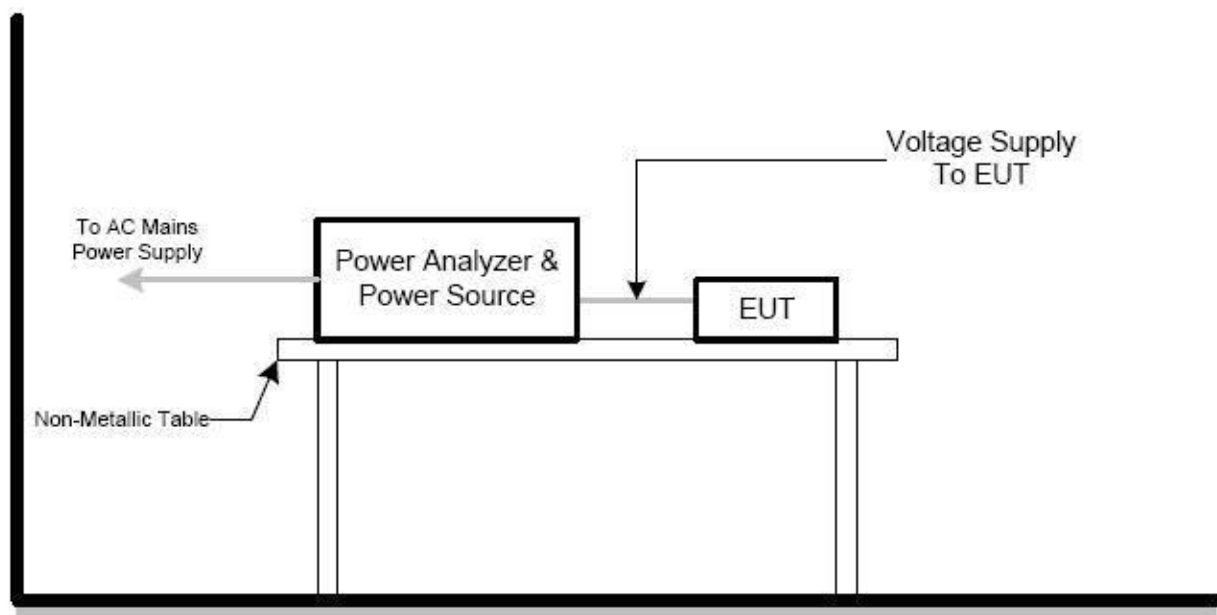 Voltage Supply
To EUT
To AC Mains
Power Supply
Power Analyzer &
Power Source
EUT
Non-Metallic Table